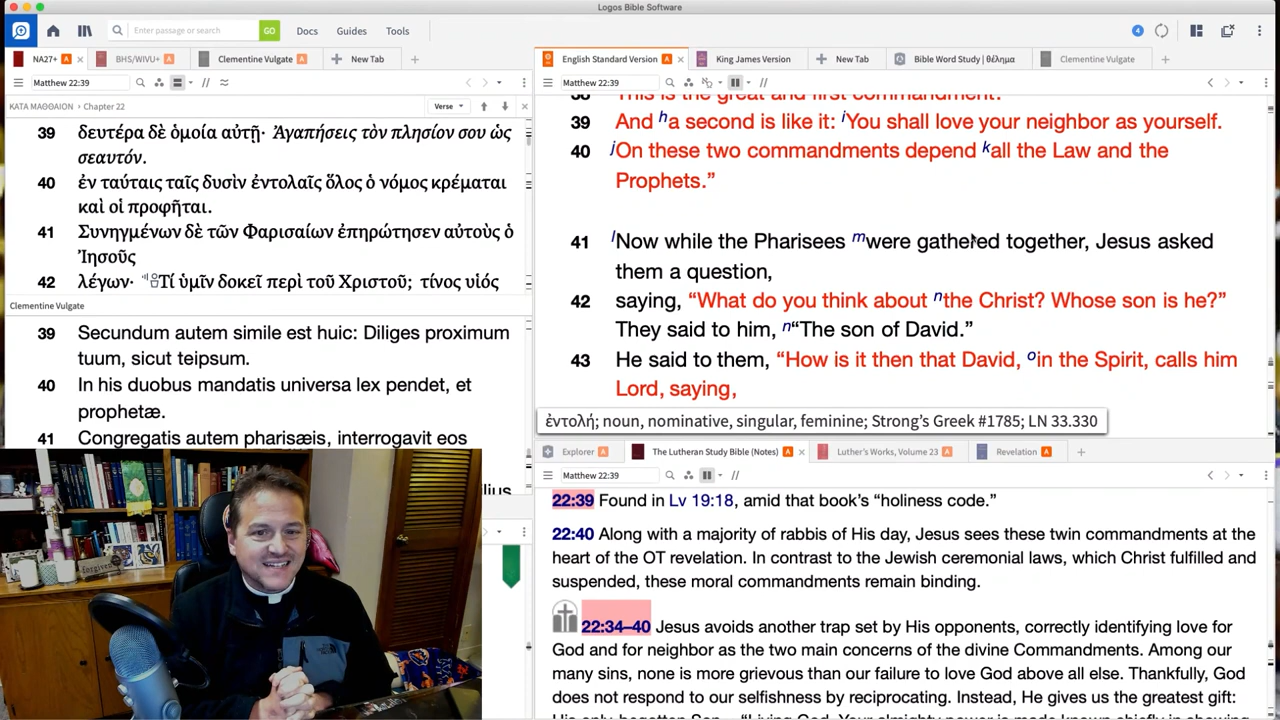 Logos Bible Software
Enter passage or search
GO
Docs
Guides
Tools
4
NA27+ A
BHS/WIVU+ A
Clementine Vulgate A
New Tab
Matthew 22:39
ΚΑΤΑ ΜΑΘΘΑΙΟΝ › Chapter 22
Verse
39 δευτέρα δὲ ὁμοία αὐτῇ· Ἀγαπήσεις τὸν πλησίον σου ὡς
σεαυτόν.
40 ἐν ταύταις ταῖς δυσὶν ἐντολαῖς ὅλος ὁ νόμος κρέμαται
καὶ οἱ προφῆται.
41 Συνηγμένων δὲ τῶν Φαρισαίων ἐπηρώτησεν αὐτοὺς ὁ
Ἰησοῦς
42 λέγων· Τί ὑμῖν δοκεῖ περὶ τοῦ Χριστοῦ; τίνος υἱός
Clementine Vulgate
39 Secundum autem simile est huic: Diliges proximum
tuum, sicut teipsum.
40 In his duobus mandatis universa lex pendet, et
prophetæ.
41 Congregatis autem pharisæis, interrogavit eos
English Standard Version A
King James Version
New Tab
Bible Word Study | θέλημα
Clementine Vulgate
Matthew 22:39
38 This is the great and first commandment.
39 And h a second is like it: i You shall love your neighbor as yourself.
40 j On these two commandments depend k all the Law and the
Prophets.”
41 l Now while the Pharisees m were gathered together, Jesus asked
them a question,
42 saying, “What do you think about n the Christ? Whose son is he?”
They said to him, n “The son of David.”
43 He said to them, “How is it then that David, o in the Spirit, calls him
Lord, saying,
ἐντολή; noun, nominative, singular, feminine; Strong’s Greek #1785; LN 33.330
Explorer A
The Lutheran Study Bible (Notes) A
Luther’s Works, Volume 23 A
Revelation A
Matthew 22:39
22:39 Found in Lv 19:18, amid that book’s “holiness code.”
22:40 Along with a majority of rabbis of His day, Jesus sees these twin commandments at the
heart of the OT revelation. In contrast to the Jewish ceremonial laws, which Christ fulfilled and
suspended, these moral commandments remain binding.
22:34–40 Jesus avoids another trap set by His opponents, correctly identifying love for
God and for neighbor as the two main concerns of the divine Commandments. Among our
many sins, none is more grievous than our failure to love God above all else. Thankfully, God
does not respond to our selfishness by reciprocating. Instead, He gives us the greatest gift:
forgiven